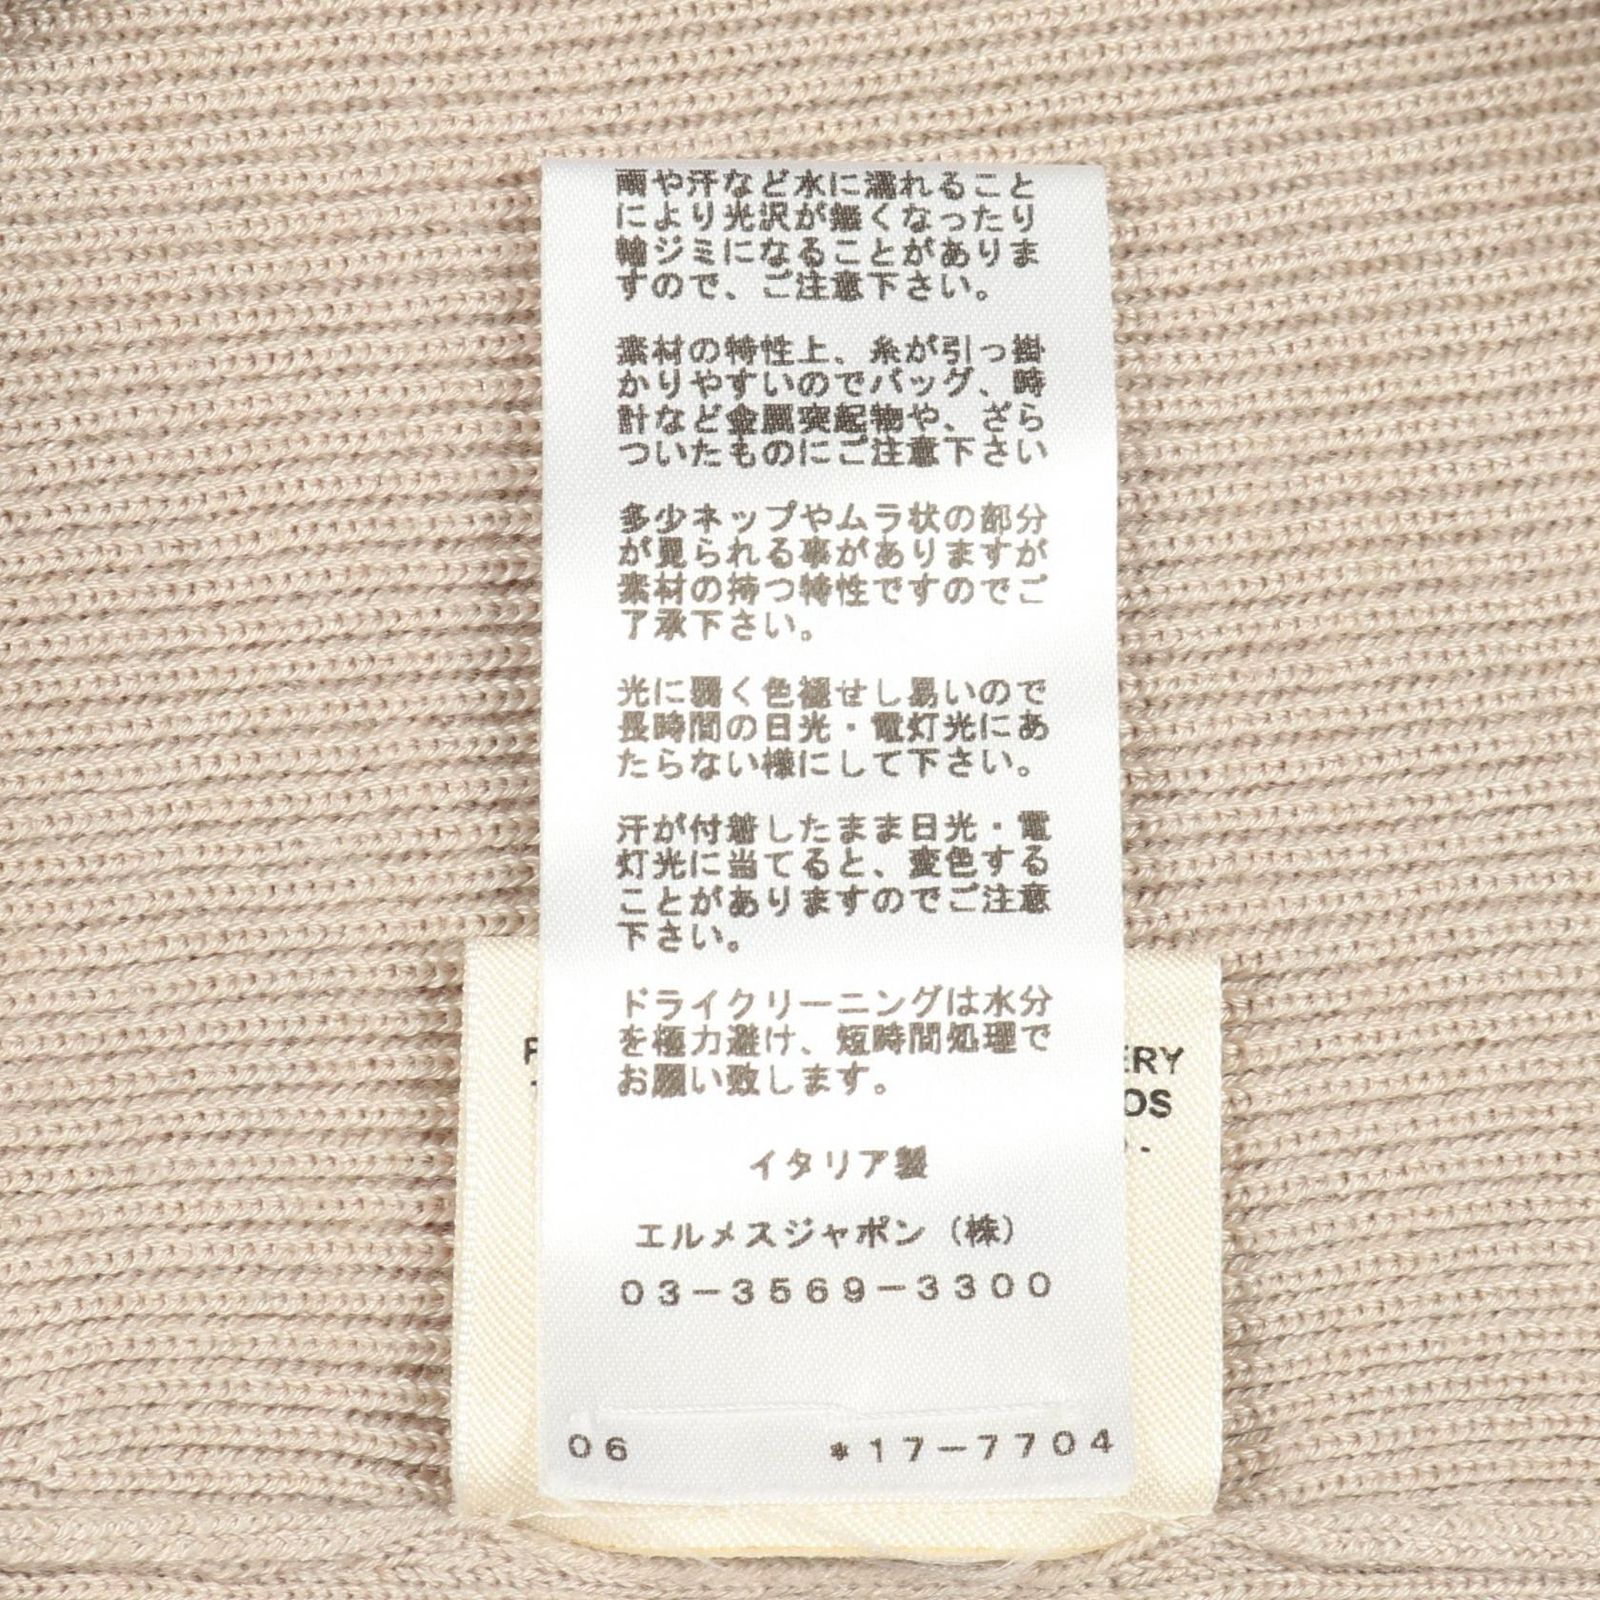 雨や汗など水に濡れること
により光沢が無くなったり
輪ジミになることがありま
すので、ご注意下さい。
素材の特性上、糸が引っ掛
かりやすいのでバッグ、時
計など金属突起物や、ざら
ついたものにご注意下さい
多少ネップやムラ状の部分
が見られる事がありますが
素材の持つ特性ですのでご
了承下さい。
光に弱く色褪せし易いので
長時間の日光・電灯光にあ
たらない様にして下さい。
汗が付着したまま日光・電
灯光に当てると、変色する
ことがありますのでご注意
下さい。
ドライクリーニングは水分
を極力避け、短時間処理で
お願い致します。
ERY
OS
イタリア製
エルメスジャポン（株）
03-3569-3300
06 *17-7704